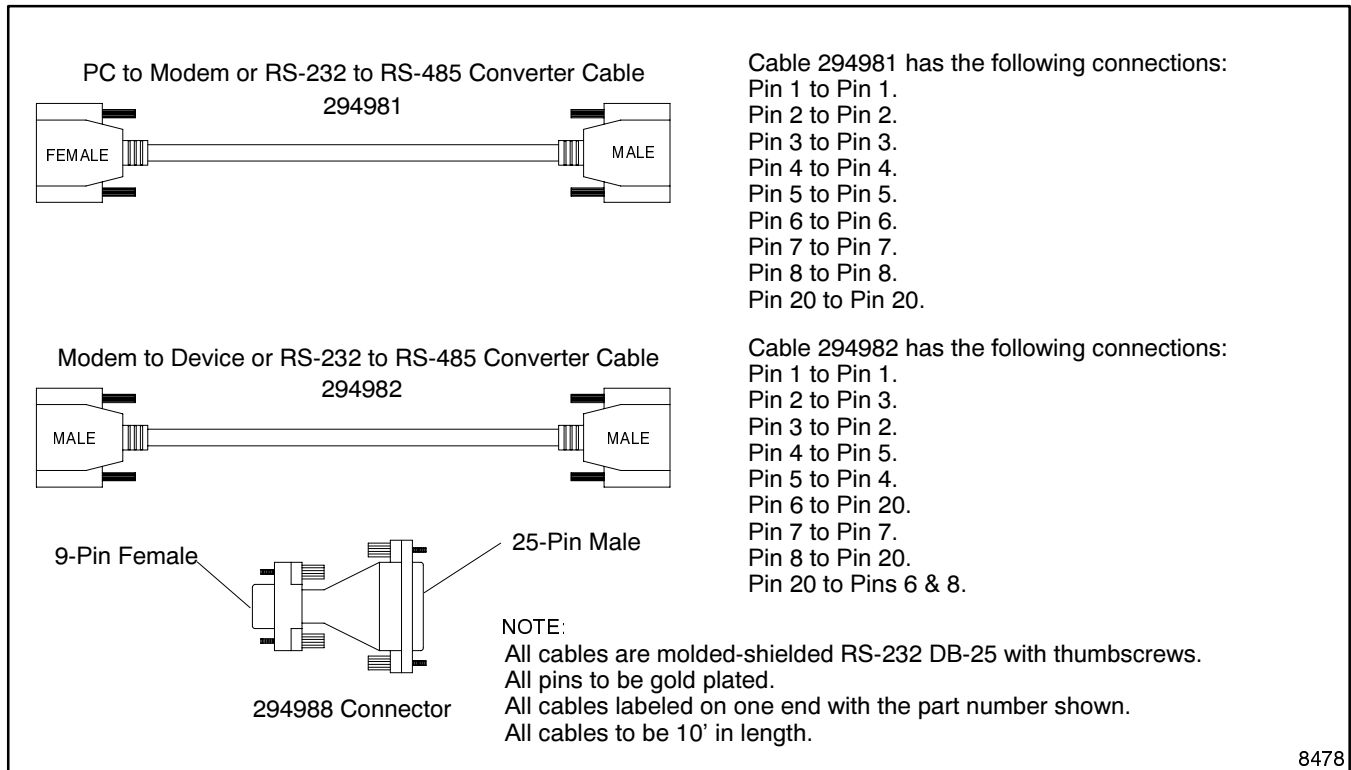 PC to Modem or RS-232 to RS-485 Converter Cable
294981
FEMALE
MALE
Cable 294981 has the following connections:
Pin 1 to Pin 1.
Pin 2 to Pin 2.
Pin 3 to Pin 3.
Pin 4 to Pin 4.
Pin 5 to Pin 5.
Pin 6 to Pin 6.
Pin 7 to Pin 7.
Pin 8 to Pin 8.
Pin 20 to Pin 20.
Modem to Device or RS-232 to RS-485 Converter Cable
294982
MALE
MALE
Cable 294982 has the following connections:
Pin 1 to Pin 1.
Pin 2 to Pin 3.
Pin 3 to Pin 2.
Pin 4 to Pin 5.
Pin 5 to Pin 4.
Pin 6 to Pin 20.
Pin 7 to Pin 7.
Pin 8 to Pin 20.
Pin 20 to Pins 6 & 8.
9-Pin Female
25-Pin Male
294988 Connector
NOTE:
All cables are molded-shielded RS-232 DB-25 with thumbscrews.
All pins to be gold plated.
All cables labeled on one end with the part number shown.
All cables to be 10’ in length.
8478